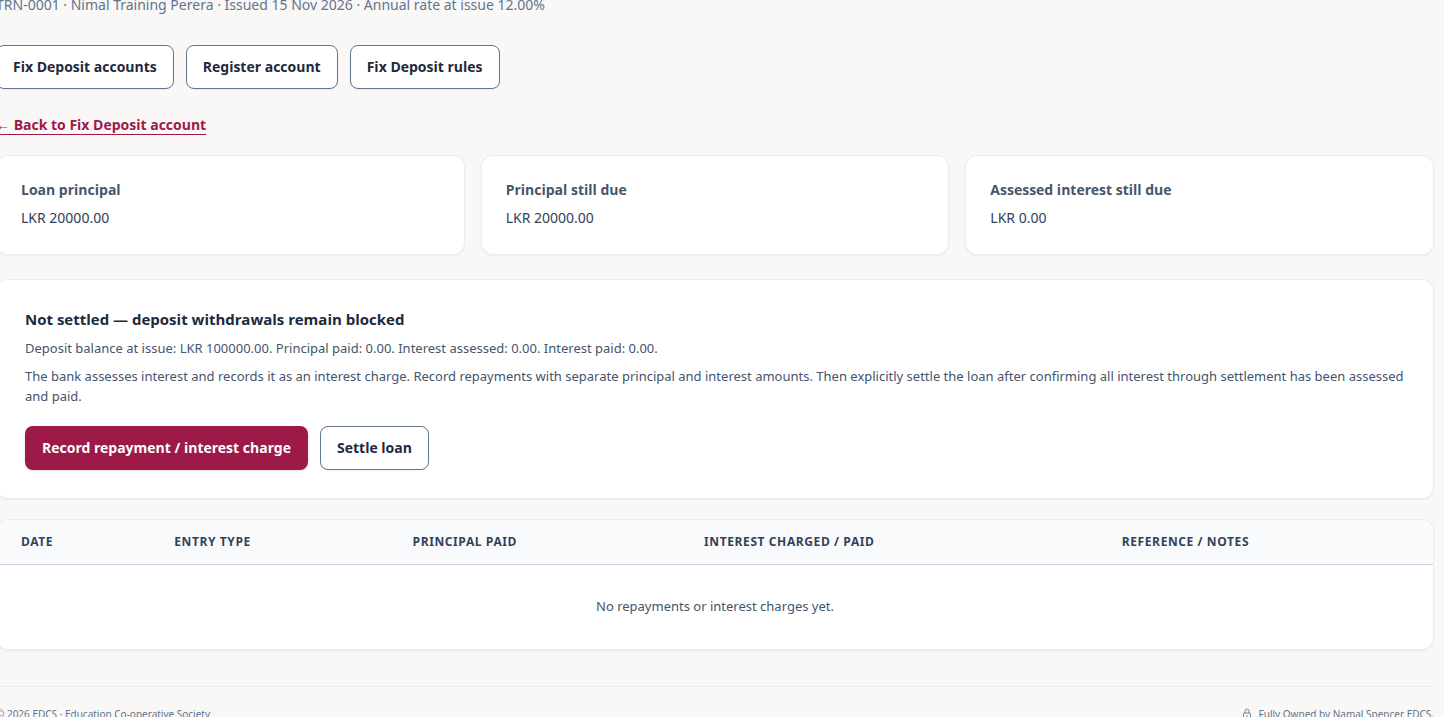 TRN-0001 · Nimal Training Perera · Issued 15 Nov 2026 · Annual rate at issue 12.00%
Fix Deposit accounts
Register account
Fix Deposit rules
← Back to Fix Deposit account
Loan principal
LKR 20000.00
Principal still due
LKR 20000.00
Assessed interest still due
LKR 0.00
Not settled — deposit withdrawals remain blocked
Deposit balance at issue: LKR 100000.00. Principal paid: 0.00. Interest assessed: 0.00. Interest paid: 0.00.
The bank assesses interest and records it as an interest charge. Record repayments with separate principal and interest amounts. Then explicitly settle the loan after confirming all interest through settlement has been assessed
and paid.
Record repayment / interest charge
Settle loan
DATE ENTRY TYPE PRINCIPAL PAID INTEREST CHARGED / PAID REFERENCE / NOTES
No repayments or interest charges yet.
© 2026 EDCS · Education Co-operative Society
Fully Owned by Namal Spencer EDCS.